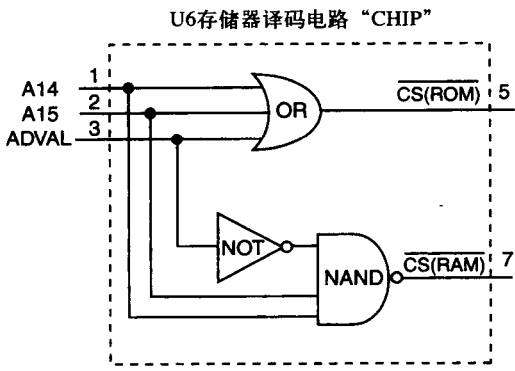 U6存储器译码电路“CHIP”
A14 1
A15 2
ADVAL 3
OR
CS(ROM) 5
NOT
NAND
CS(RAM) 7